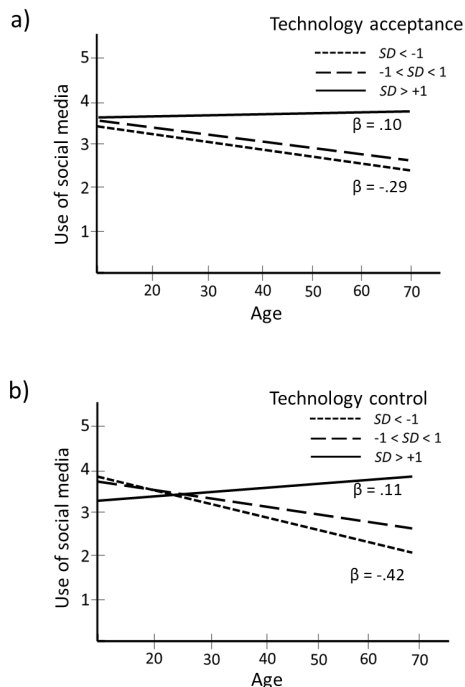 a)
Technology acceptance
SD < -1
-1 < SD < 1
SD > +1
5
4
3
2
1
Use of social media
β = .10
β = -.29
20 30 40 50 60 70
Age
b)
Technology control
SD < -1
-1 < SD < 1
SD > +1
5
4
3
2
1
Use of social media
β = .11
β = -.42
20 30 40 50 60 70
Age